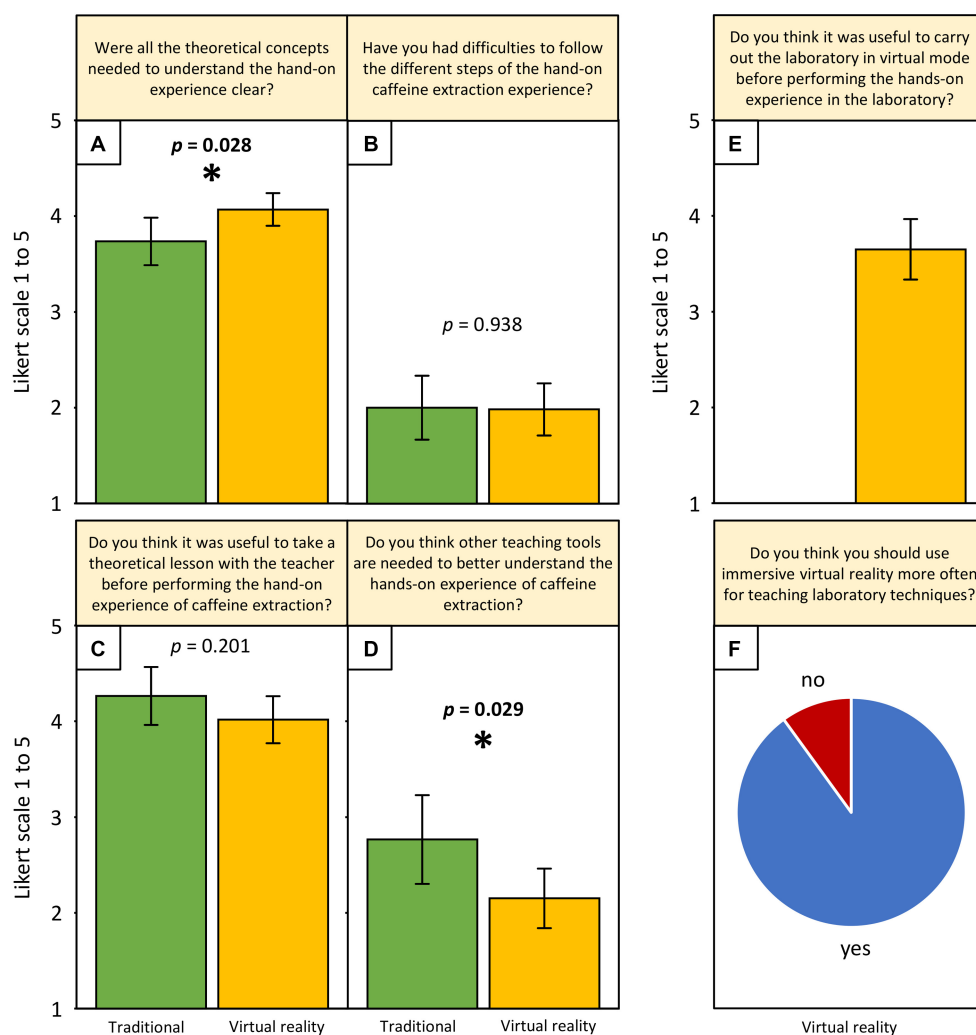 Were all the theoretical concepts
needed to understand the hand-on
experience clear?
Have you had difficulties to follow
the different steps of the hand-on
caffeine extraction experience?
Do you think it was useful to carry
out the laboratory in virtual mode
before performing the hands-on
experience in the laboratory?
Likert scale 1 to 5
5
4
3
2
1
A
p = 0.028
*
B
p = 0.938
Likert scale 1 to 5
5
4
3
2
1
E
Do you think it was useful to take a
theoretical lesson with the teacher
before performing the hand-on
experience of caffeine extraction?
Do you think other teaching tools
are needed to better understand the
hands-on experience of caffeine
extraction?
Do you think you should use
immersive virtual reality more often
for teaching laboratory techniques?
Likert scale 1 to 5
5
4
3
2
1
C
p = 0.201
D
p = 0.029
*
F
no
yes
Traditional
Virtual reality
Traditional
Virtual reality
Virtual reality